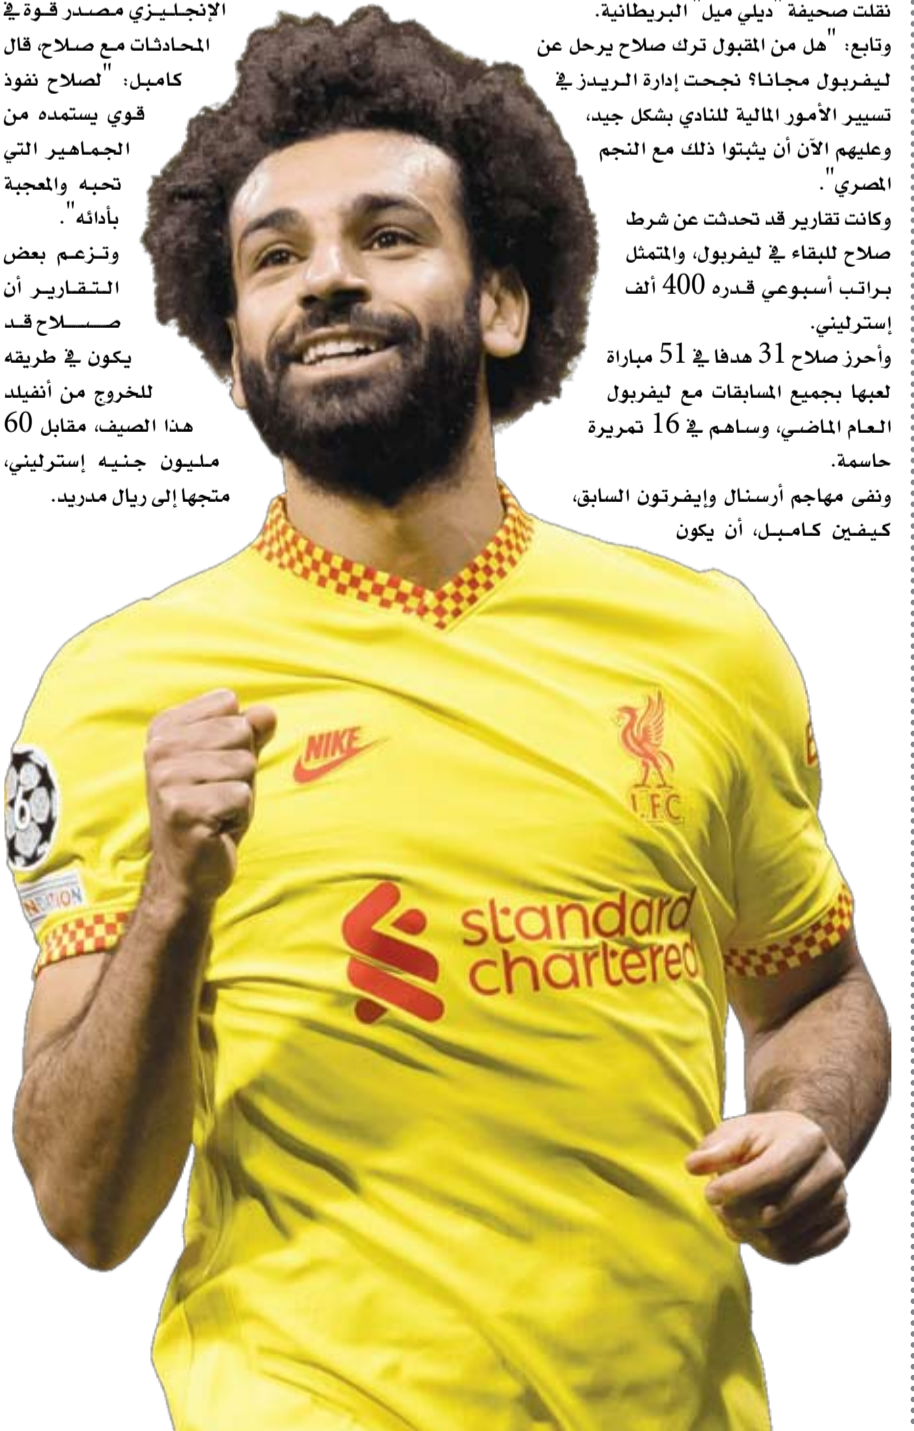 نقلت صحيفة "ديلي ميل" البريطانية.
وتابع: "هل من المقبول ترك صلاح يرحل عن
ليفربول مجانا؟ نجحت إدارة الريدز في
تسيير الأمور المالية للنادي بشكل جيد،
وعليهم الآن أن يثبتوا ذلك مع النجم
المصري".
وكانت تقارير قد تحدثت عن شرط
صلاح للبقاء في ليفربول، والمتمثل
براتب أسبوعي قدره 400 ألف
إسترليني.
وأحرز صلاح 31 هدفا في 51 مباراة
لعبها بجميع المسابقات مع ليفربول
العام الماضي، وساهم في 16 تمريرة
حاسمة.
ونفى مهاجم أرسنال وإيفرتون السابق،
كيفين كامبل، أن يكون
الإنجليزي مصدر قوة في
المحادثات مع صلاح، قال
كامبل: "لصلاح نفوذ
قوي يستمده من
الجماهير التي
تحبه والمعجبة
بأدائه".
وتزعم بعض
التقارير أن
صلاح قد
يكون في طريقه
للخروج من أنفيلد
هذا الصيف، مقابل 60
مليون جنيه إسترليني،
متجها إلى ريال مدريد.
NIKE
L.F.C.
standard
chartered